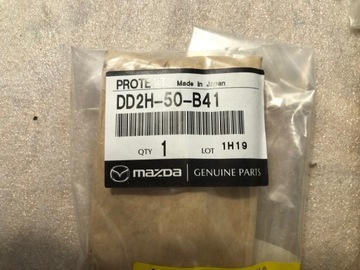 PROTE Made in Japan
DD2H-50-B41
QTY 1 LOT 1H19
mazda GENUINE PARTS